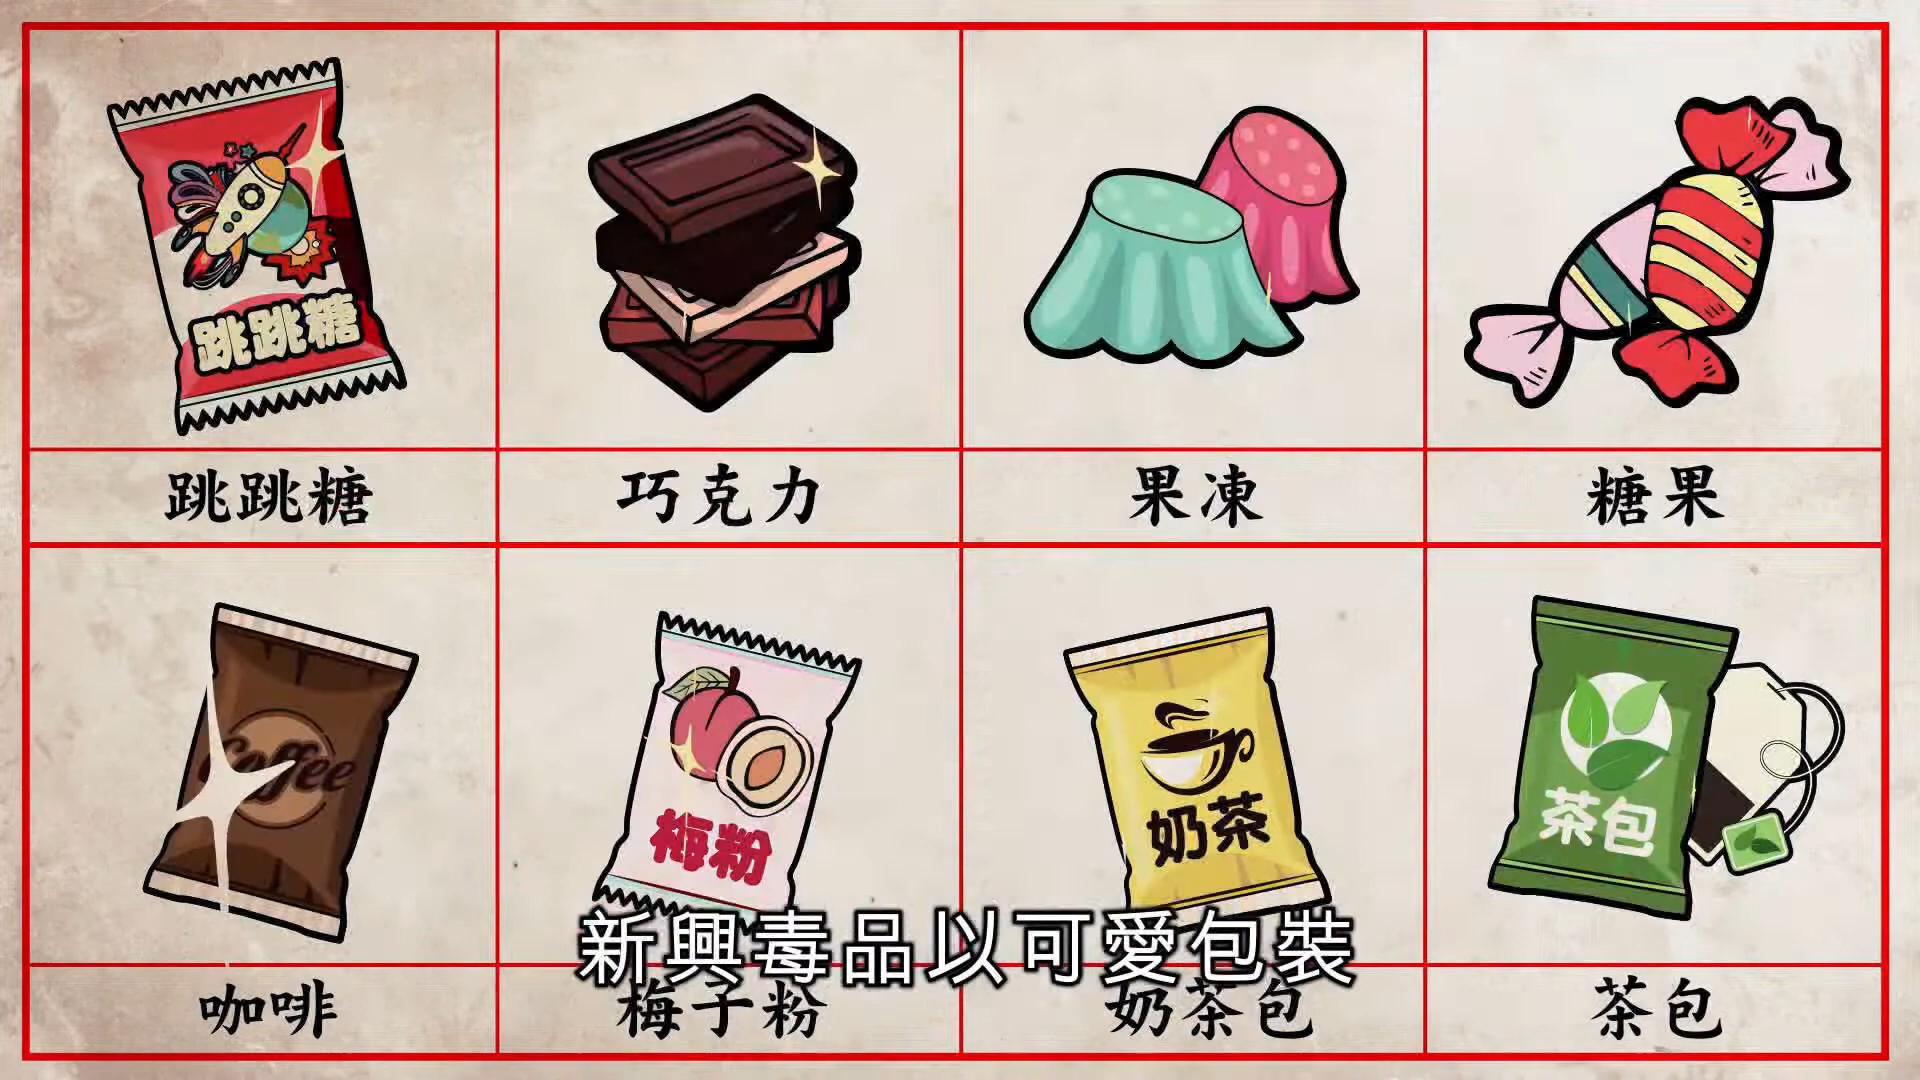 跳跳糖
跳跳糖
巧克力
果凍
糖果
Coffee
梅粉
奶茶
茶包
新興毒品以可愛包裝
咖啡
梅子粉
奶茶包
茶包